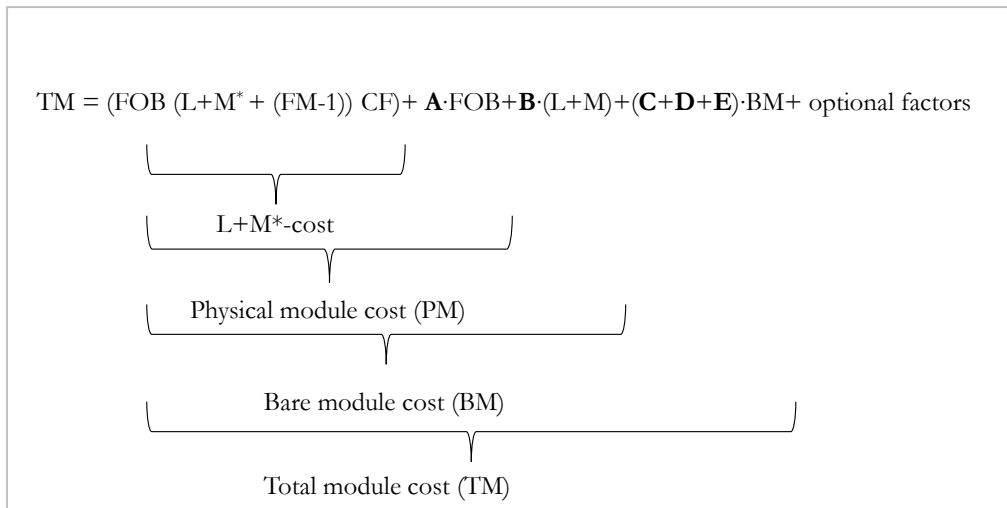 TM = (FOB (L+M* + (FM-1)) CF)+ A·FOB+B·(L+M)+(C+D+E)·BM+ optional factors
L+M*-cost
Physical module cost (PM)
Bare module cost (BM)
Total module cost (TM)